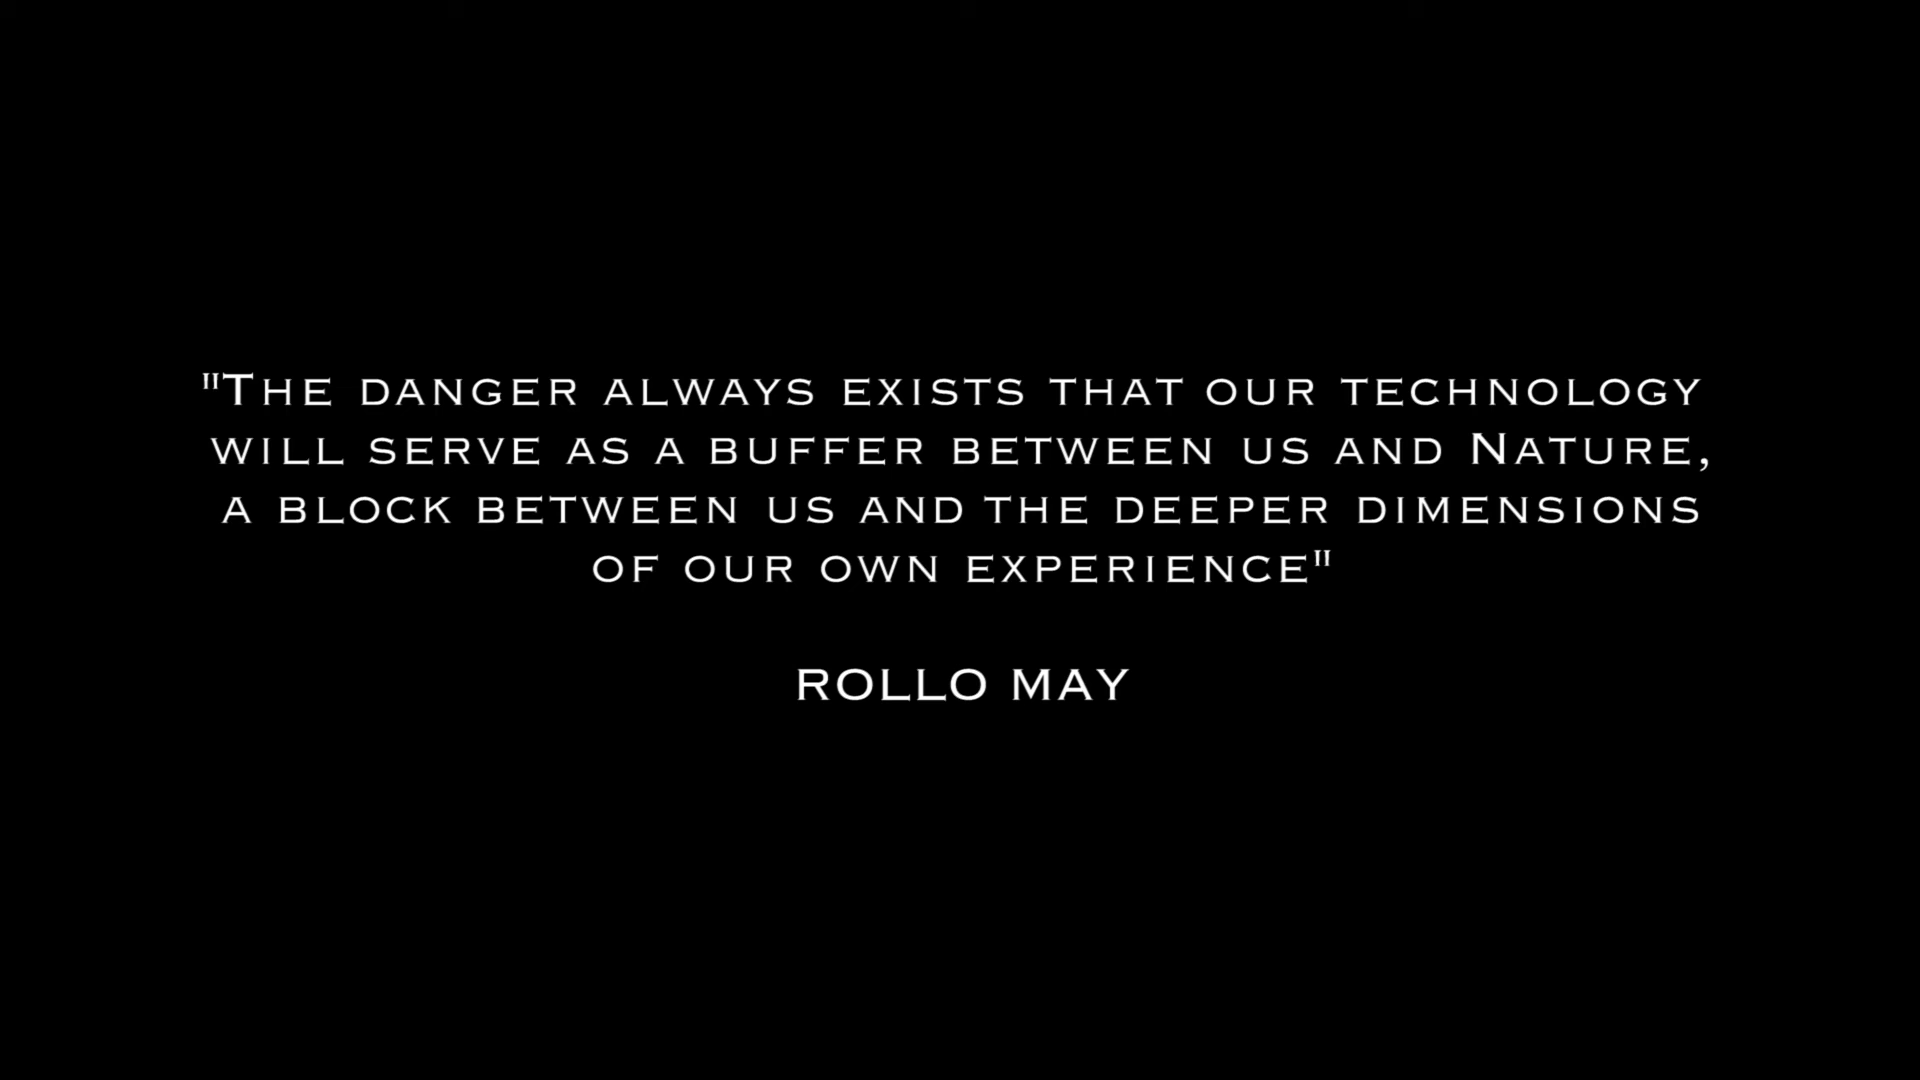 "The danger always exists that our technology
will serve as a buffer between us and Nature,
a block between us and the deeper dimensions
of our own experience"
ROLLO MAY